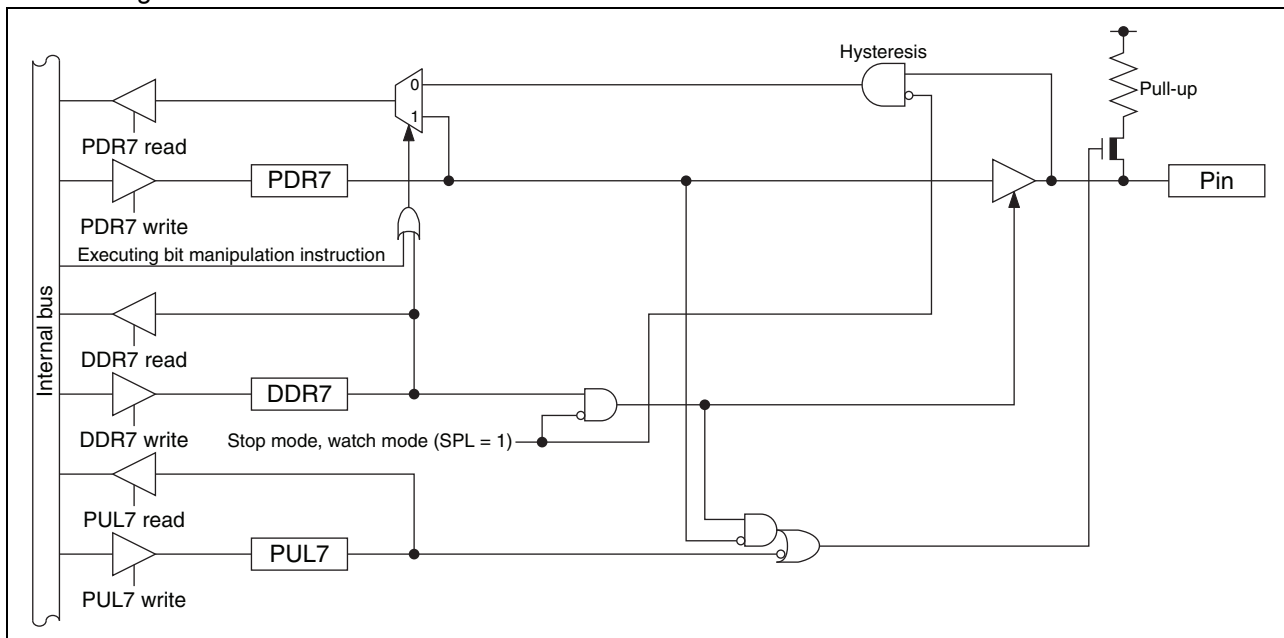 Hysteresis
0
Pull-up
1
PDR7 read
PDR7
Pin
PDR7 write
Executing bit manipulation instruction
Internal bus
DDR7 read
DDR7
DDR7 write
Stop mode, watch mode (SPL = 1)
PUL7 read
PUL7
PUL7 write